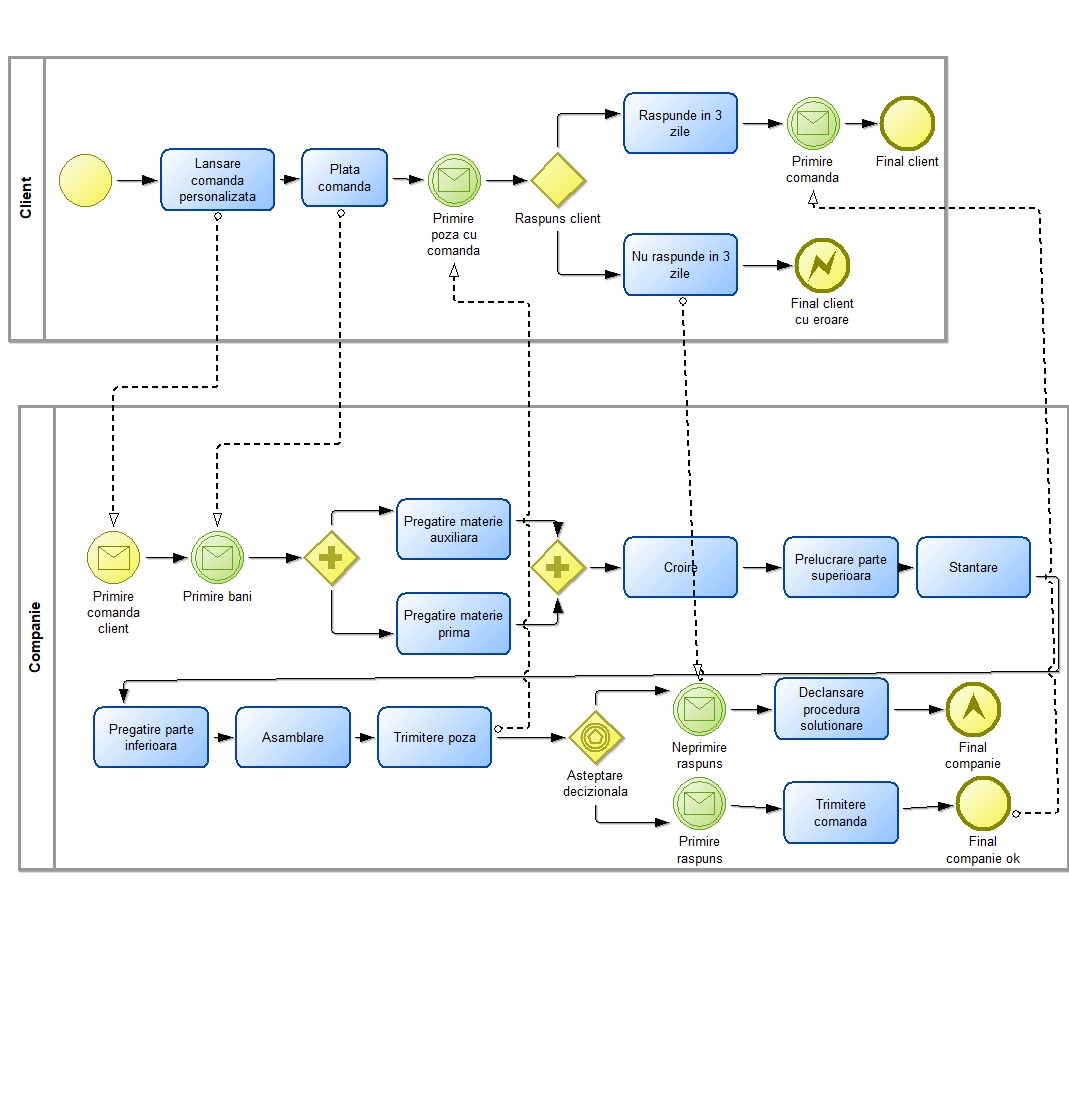 Client
Lansare
comanda
personalizata
Plata
comanda
Primire
poza cu
comanda
Raspuns client
Raspunde in 3
zile
Primire
comanda
Final client
Nu raspunde in 3
zile
Final client
cu eroare
Companie
Primire
comanda
client
Primire bani
Pregatire materie
auxiliara
Pregatire materie
prima
Croire
Prelucrare parte
superioara
Stantare
Pregatire parte
inferioara
Asamblare
Trimitere poza
Asteptare
decizionala
Neprimire
raspuns
Declansare
procedura
solutionare
Final
companie
Primire
raspuns
Trimitere
comanda
Final
companie ok